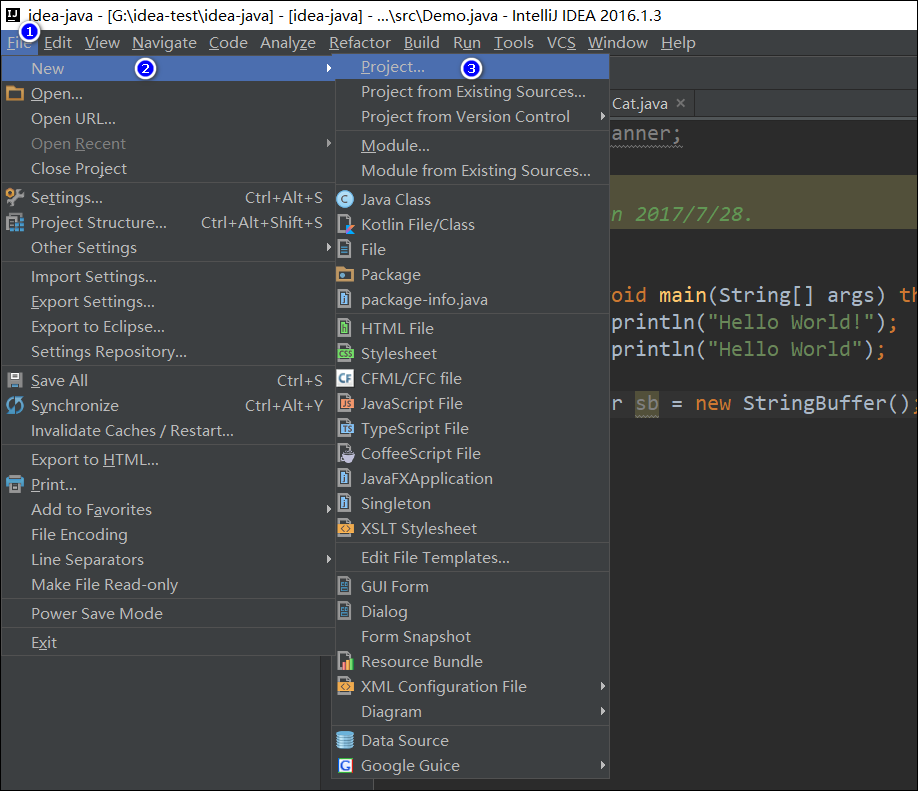 idea-java - [G:\idea-test\idea-java] - [idea-java] - ...\src\Demo.java - IntelliJ IDEA 2016.1.3
File Edit View Navigate Code Analyze Refactor Build Run Tools VCS Window Help
1
2
3
New
Open...
Open URL...
Open Recent
Close Project
Settings... Ctrl+Alt+S
Project Structure... Ctrl+Alt+Shift+S
Other Settings
Import Settings...
Export Settings...
Export to Eclipse...
Settings Repository...
Save All Ctrl+S
Synchronize Ctrl+Alt+Y
Invalidate Caches / Restart...
Export to HTML...
Print...
Add to Favorites
File Encoding
Line Separators
Make File Read-only
Power Save Mode
Exit
Project...
Project from Existing Sources...
Project from Version Control
Module...
Module from Existing Sources...
Java Class
Kotlin File/Class
File
Package
package-info.java
HTML File
Stylesheet
CFML/CFC file
JavaScript File
TypeScript File
CoffeeScript File
JavaFXApplication
Singleton
XSLT Stylesheet
Edit File Templates...
GUI Form
Dialog
Form Snapshot
Resource Bundle
XML Configuration File
Diagram
Data Source
Google Guice
Cat.java
anner;
n 2017/7/28.
oid main(String[] args) th
println("Hello World!");
println("Hello World");
r sb = new StringBuffer();